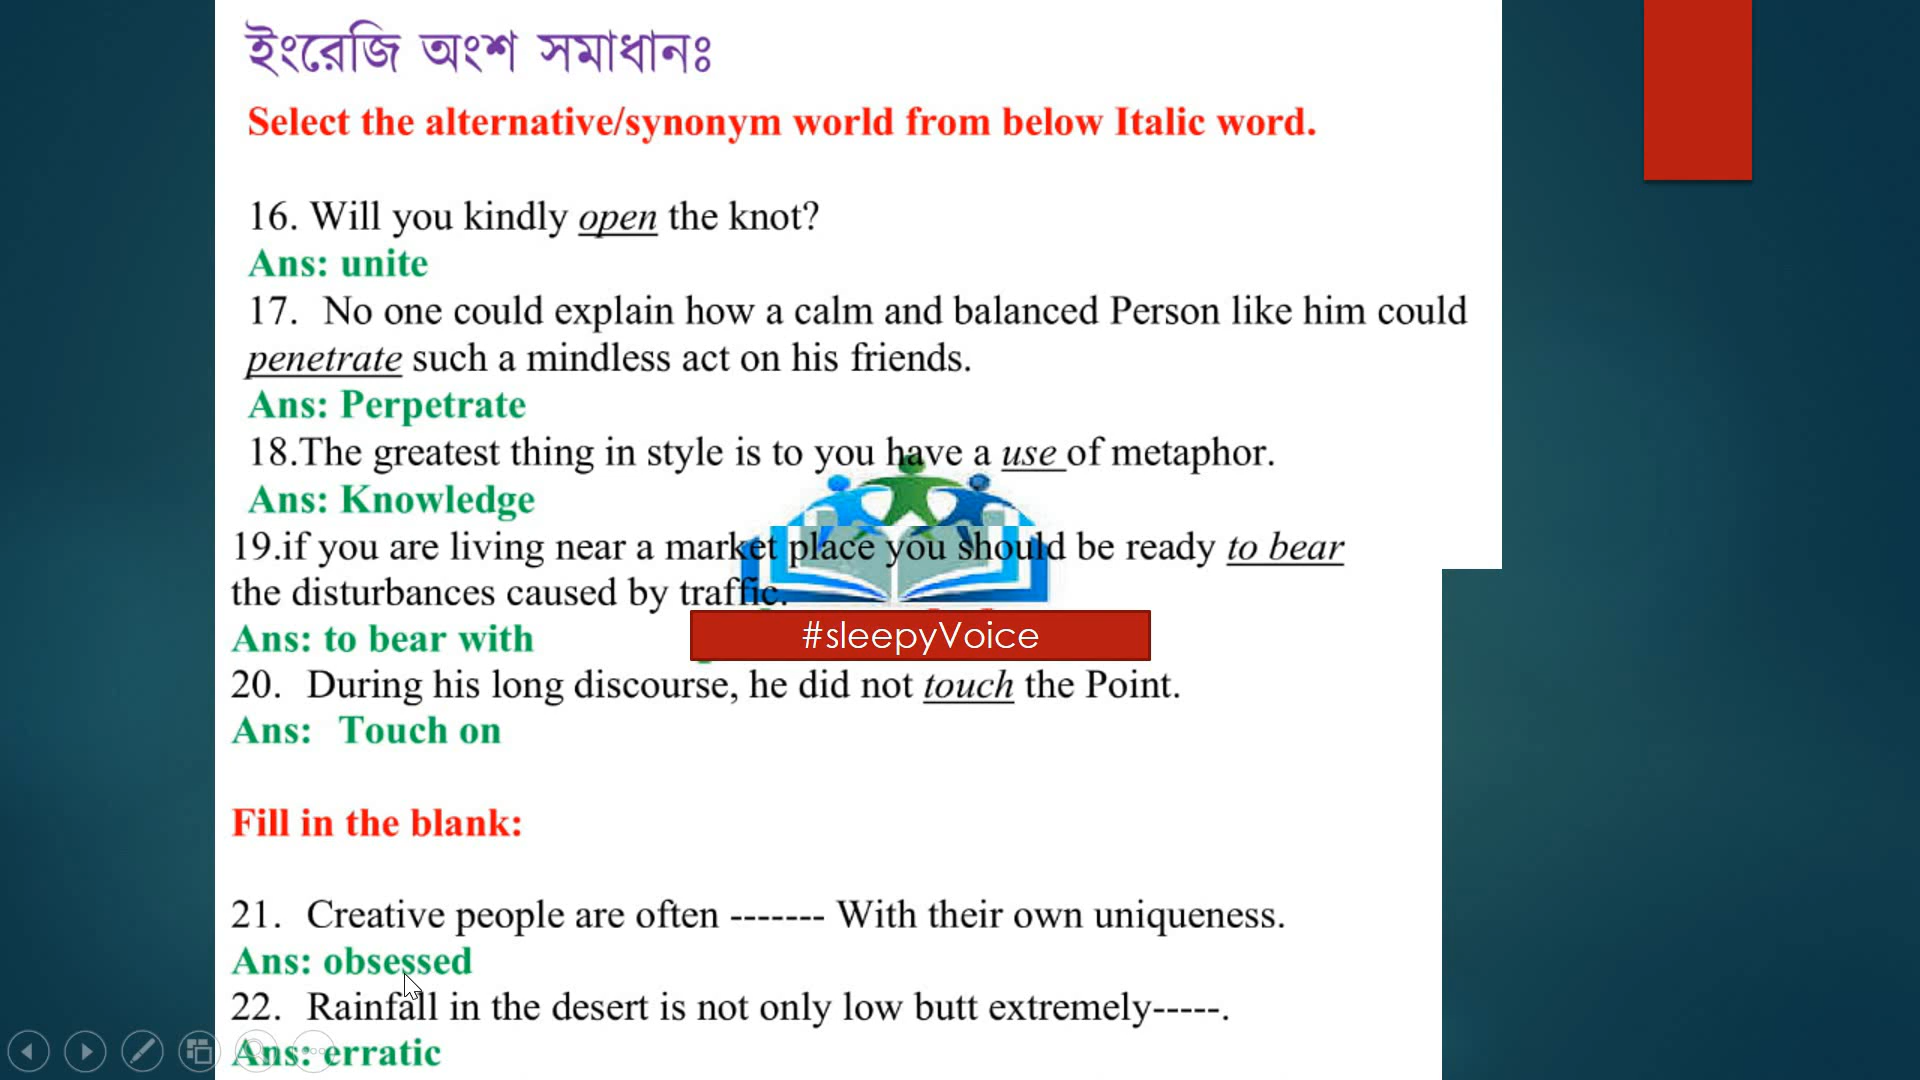 ইংরেজি অংশ সমাধানঃ
Select the alternative/synonym world from below Italic word.
16. Will you kindly open the knot?
Ans: unite
17. No one could explain how a calm and balanced Person like him could
penetrate such a mindless act on his friends.
Ans: Perpetrate
18.The greatest thing in style is to you have a use of metaphor.
Ans: Knowledge
19.if you are living near a market place you should be ready to bear
the disturbances caused by traffic.
#sleepyVoice
Ans: to bear with
20. During his long discourse, he did not touch the Point.
Ans: Touch on
Fill in the blank:
21. Creative people are often ------- With their own uniqueness.
Ans: obsessed
22. Rainfall in the desert is not only low butt extremely-----.
Ans: erratic